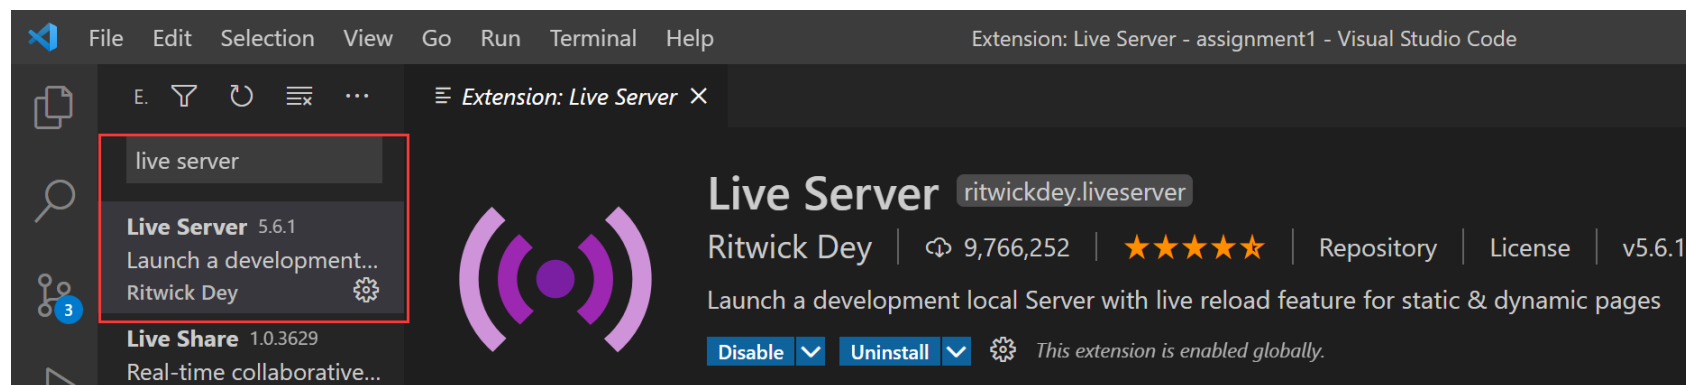 File Edit Selection View Go Run Terminal Help Extension: Live Server - assignment1 - Visual Studio Code
E. ···
Extension: Live Server ×
live server
Live Server 5.6.1
Launch a development...
Ritwick Dey
3
Live Share 1.0.3629
Real-time collaborative...
Live Server ritwickdey.liveserver
Ritwick Dey | 9,766,252 | ★★★★★ | Repository | License | v5.6.1
Launch a development local Server with live reload feature for static & dynamic pages
Disable Uninstall This extension is enabled globally.